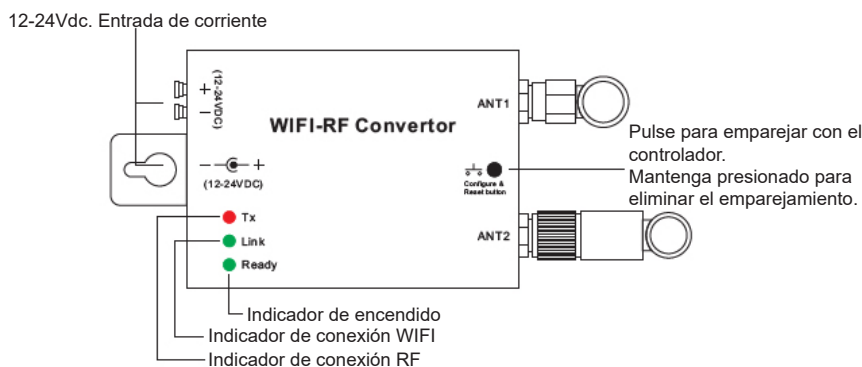 12-24Vdc. Entrada de corriente
+
−
(12-24VDC)
WIFI-RF Convertor
ANT1
− +
(12-24VDC)
Configure &
Reset button
Pulse para emparejar con el
controlador.
Mantenga presionado para
eliminar el emparejamiento.
Tx
Link
Ready
ANT2
Indicador de encendido
Indicador de conexión WIFI
Indicador de conexión RF